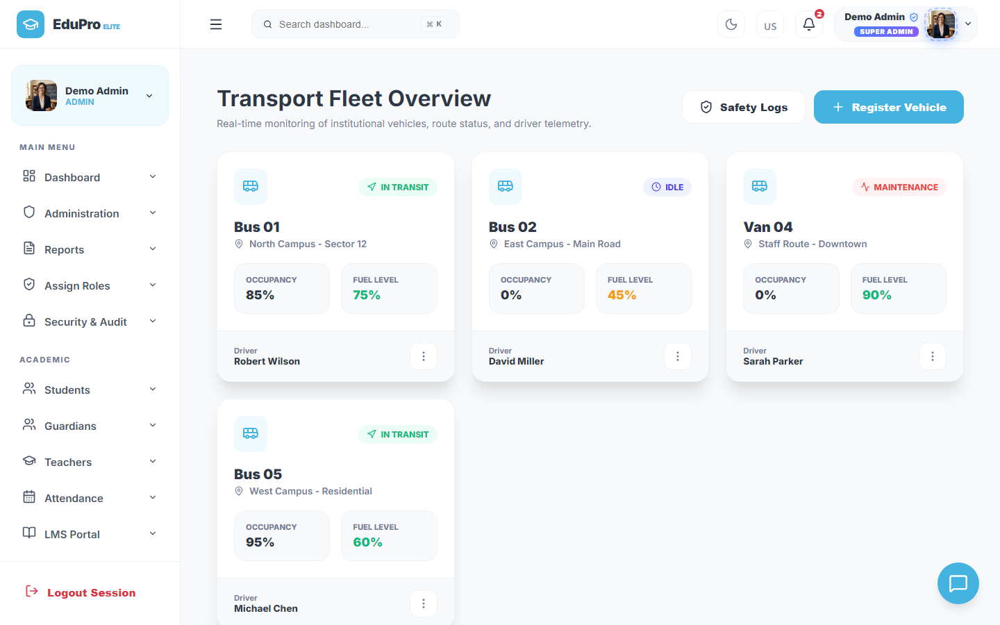 EduPro ELITE
Search dashboard...
⌘ K
US
2
Demo Admin
SUPER ADMIN
Demo Admin
ADMIN
MAIN MENU
Dashboard
Administration
Reports
Assign Roles
Security & Audit
ACADEMIC
Students
Guardians
Teachers
Attendance
LMS Portal
Logout Session
Transport Fleet Overview
Real-time monitoring of institutional vehicles, route status, and driver telemetry.
Safety Logs
Register Vehicle
IN TRANSIT
Bus 01
North Campus - Sector 12
OCCUPANCY
85%
FUEL LEVEL
75%
Driver
Robert Wilson
IDLE
Bus 02
East Campus - Main Road
OCCUPANCY
0%
FUEL LEVEL
45%
Driver
David Miller
MAINTENANCE
Van 04
Staff Route - Downtown
OCCUPANCY
0%
FUEL LEVEL
90%
Driver
Sarah Parker
IN TRANSIT
Bus 05
West Campus - Residential
OCCUPANCY
95%
FUEL LEVEL
60%
Driver
Michael Chen